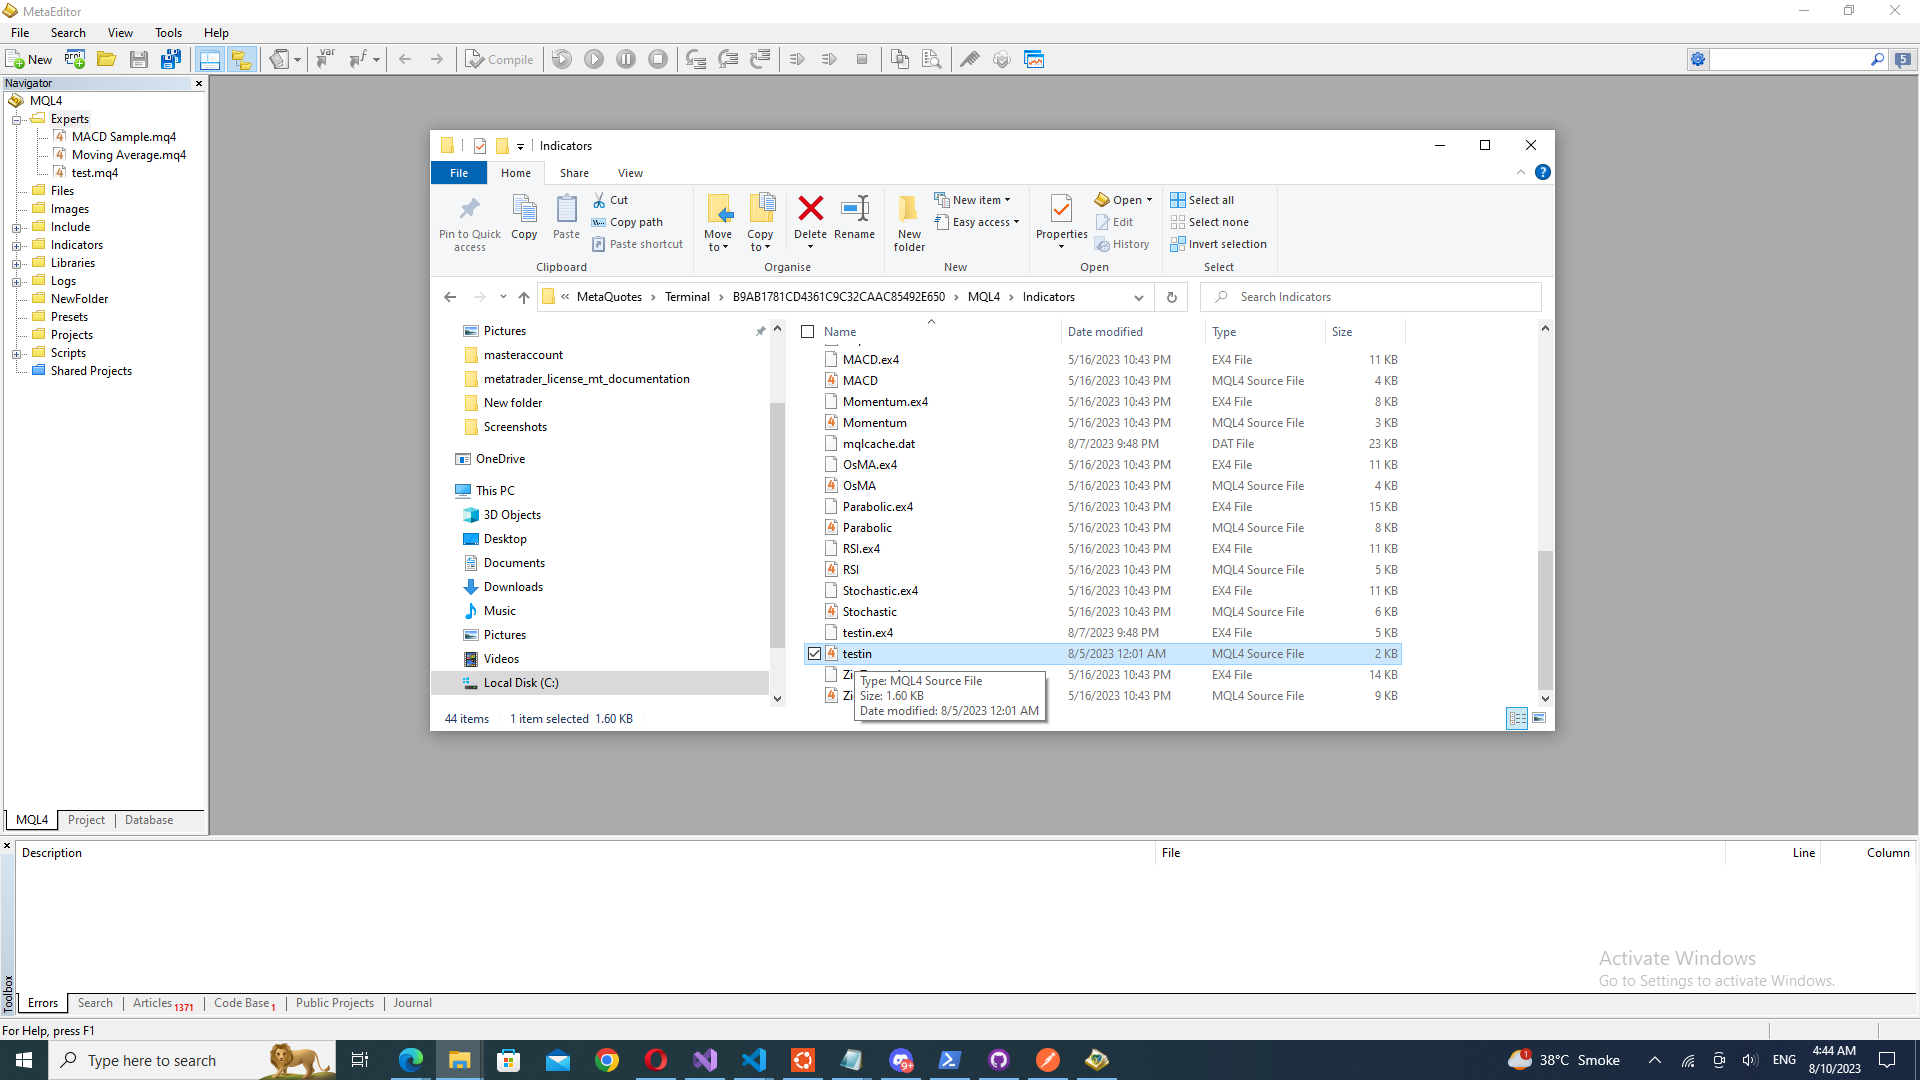 MetaEditor
File Search View Tools Help
New proj var Compile 5
Navigator
MQL4
Experts
MACD Sample.mq4
Moving Average.mq4
test.mq4
Files
Images
Include
Indicators
Libraries
Logs
NewFolder
Presets
Projects
Scripts
Shared Projects
MQL4 Project Database
Indicators
File Home Share View
Pin to Quick access
Copy
Paste
Cut
Copy path
Paste shortcut
Clipboard
Move to
Copy to
Delete
Rename
Organise
New folder
New item
Easy access
New
Properties
Open
Edit
History
Open
Select all
Select none
Invert selection
Select
« MetaQuotes › Terminal › B9AB1781CD4361C9C32CAAC85492E650 › MQL4 › Indicators
Search Indicators
Pictures
masteraccount
metatrader_license_mt_documentation
New folder
Screenshots
OneDrive
This PC
3D Objects
Desktop
Documents
Downloads
Music
Pictures
Videos
Local Disk (C:)
Name Date modified Type Size
MACD.ex4 5/16/2023 10:43 PM EX4 File 11 KB
MACD 5/16/2023 10:43 PM MQL4 Source File 4 KB
Momentum.ex4 5/16/2023 10:43 PM EX4 File 8 KB
Momentum 5/16/2023 10:43 PM MQL4 Source File 3 KB
mqlcache.dat 8/7/2023 9:48 PM DAT File 23 KB
OsMA.ex4 5/16/2023 10:43 PM EX4 File 11 KB
OsMA 5/16/2023 10:43 PM MQL4 Source File 4 KB
Parabolic.ex4 5/16/2023 10:43 PM EX4 File 15 KB
Parabolic 5/16/2023 10:43 PM MQL4 Source File 8 KB
RSI.ex4 5/16/2023 10:43 PM EX4 File 11 KB
RSI 5/16/2023 10:43 PM MQL4 Source File 5 KB
Stochastic.ex4 5/16/2023 10:43 PM EX4 File 11 KB
Stochastic 5/16/2023 10:43 PM MQL4 Source File 6 KB
testin.ex4 8/7/2023 9:48 PM EX4 File 5 KB
testin 8/5/2023 12:01 AM MQL4 Source File 2 KB
5/16/2023 10:43 PM EX4 File 14 KB
5/16/2023 10:43 PM MQL4 Source File 9 KB
Type: MQL4 Source File
Size: 1.60 KB
Date modified: 8/5/2023 12:01 AM
44 items 1 item selected 1.60 KB
Description File Line Column
Activate Windows
Go to Settings to activate Windows.
Toolbox
Errors Search Articles 1371 Code Base 1 Public Projects Journal
For Help, press F1
Type here to search
9+
1 38°C Smoke
ENG
4:44 AM
8/10/2023